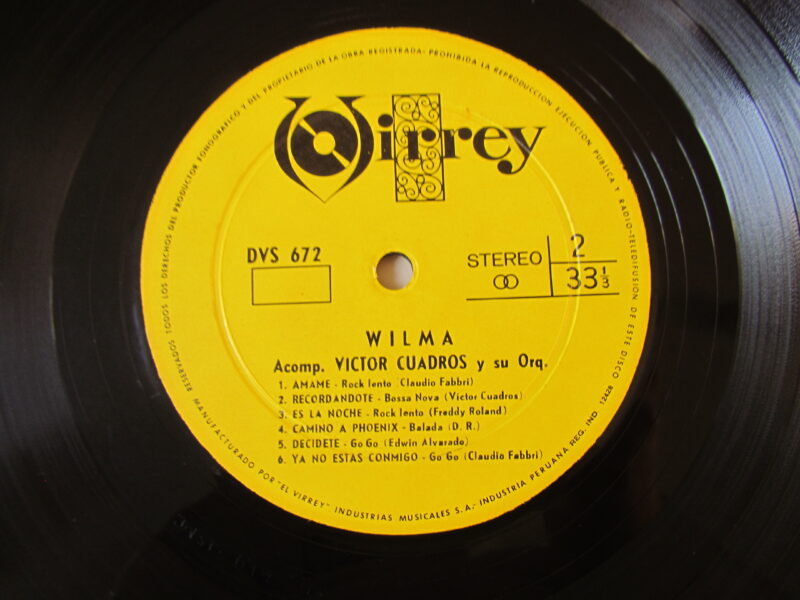 RESERVADAS TODOS LOS DERECHOS DEL PRODUCTOR FONOGRAFICO Y DEL PROPIETARIO DE LA OBRA REGISTRADA - PROHIBIDA LA REPRODUCCION EJECUCION PUBLICA Y RADIO-TELEDIFUSION DE ESTE DISCO
Virrey
DVS 672
STEREO
2
33 1/3
WILMA
Acomp. VICTOR CUADROS y su Orq.
1. AMAME - Rock lento (Claudio Fabbri)
2. RECORDANDOTE - Bossa Nova (Victor Cuadros)
3. ES LA NOCHE - Rock lento (Freddy Roland)
4. CAMINO A PHOENIX - Balada (D. R.)
5. DECIDETE - Go Go (Edwin Alvarado)
6. YA NO ESTAS CONMIGO - Go Go (Claudio Fabbri)
MANUFACTURADO POR "EL VIRREY" INDUSTRIAS MUSICALES S.A. - INDUSTRIA PERUANA REG. IND 12628